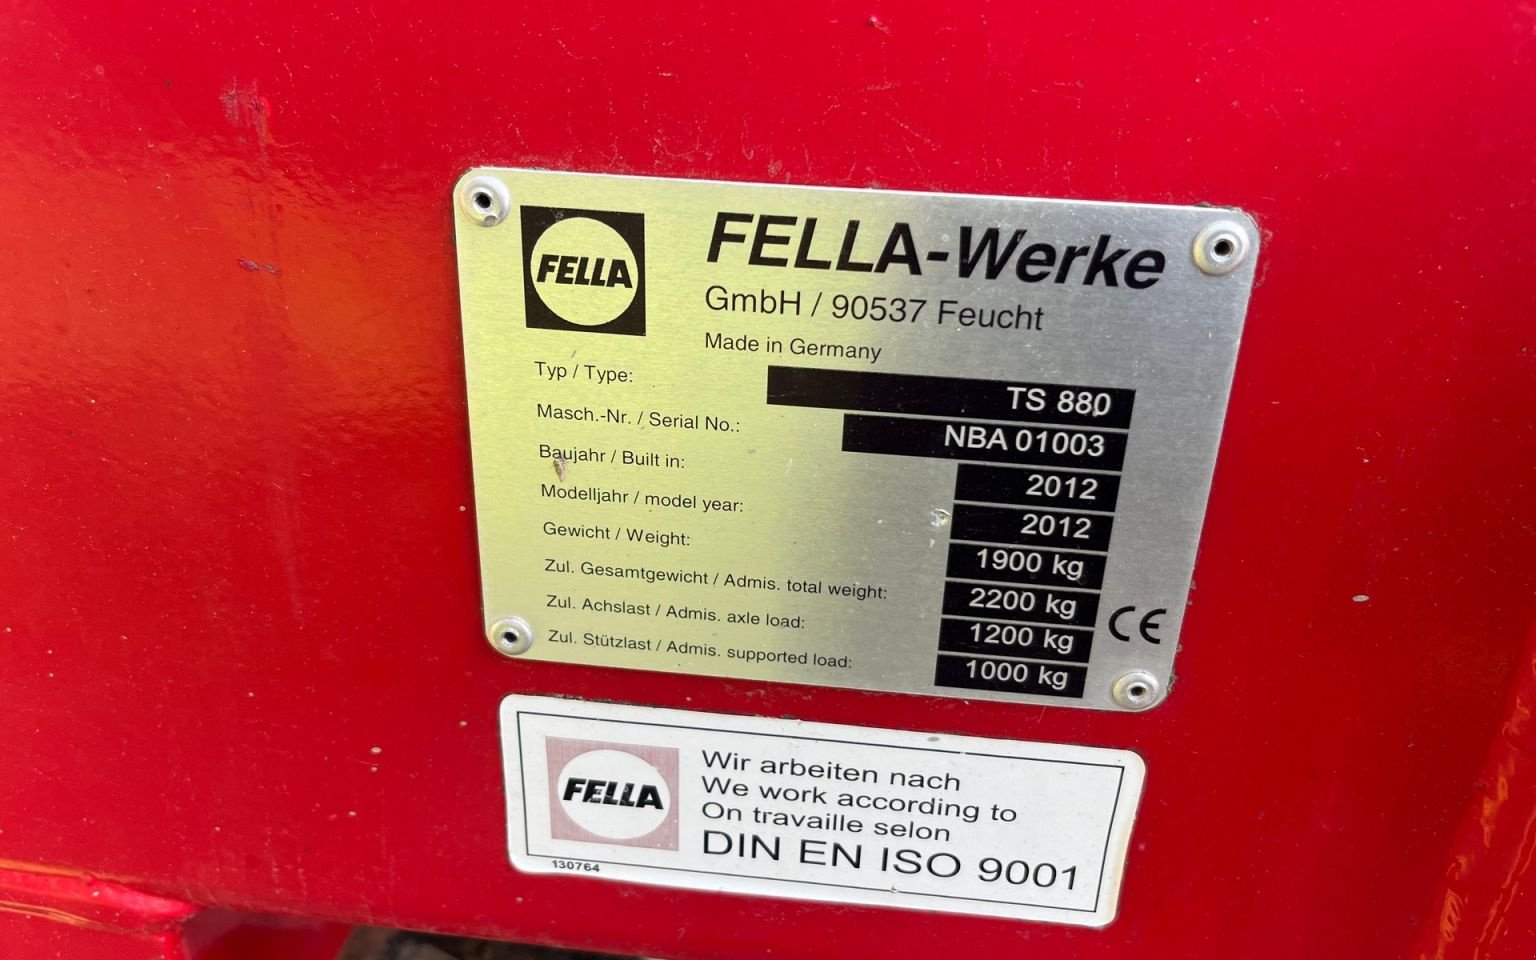 FELLA
FELLA-Werke
GmbH / 90537 Feucht
Made in Germany
Typ / Type: TS 880
Masch.-Nr. / Serial No.: NBA 01003
Baujahr / Built in: 2012
Modelljahr / model year: 2012
Gewicht / Weight: 1900 kg
Zul. Gesamtgewicht / Admis. total weight: 2200 kg
Zul. Achslast / Admis. axle load: 1200 kg
Zul. Stützlast / Admis. supported load: 1000 kg
CE
FELLA
Wir arbeiten nach
We work according to
On travaille selon
DIN EN ISO 9001
130764